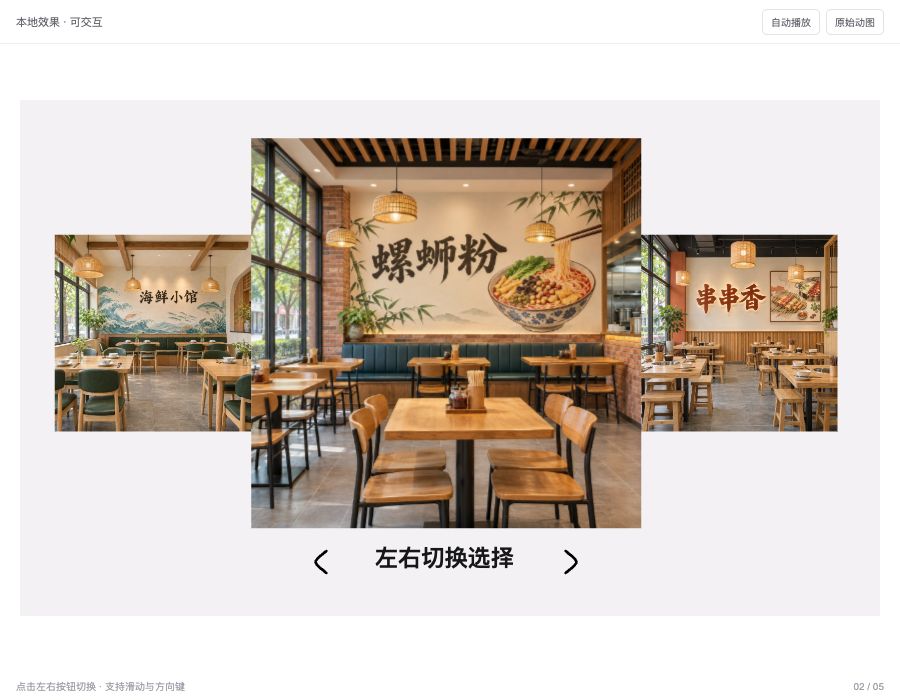 本地效果 · 可交互
自动播放
原始动图
海鲜小馆
螺蛳粉
串串香
左右切换选择
点击左右按钮切换 · 支持滑动与方向键
02 / 05